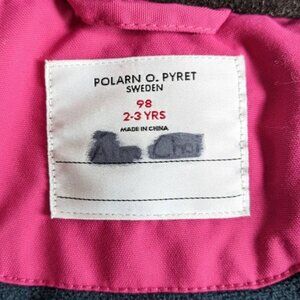 POLARN O. PYRET
SWEDEN
98
2-3 YRS
MADE IN CHINA